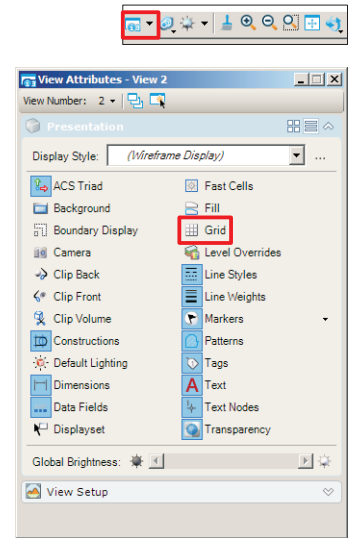 View Attributes - View 2
View Number: 2
Presentation
Display Style: (Wireframe Display) ...
ACS Triad Fast Cells
Background Fill
Boundary Display Grid
Camera Level Overrides
Clip Back Line Styles
Clip Front Line Weights
Clip Volume Markers
Constructions Patterns
Default Lighting Tags
Dimensions Text
Data Fields Text Nodes
Displayset Transparency
Global Brightness:
View Setup